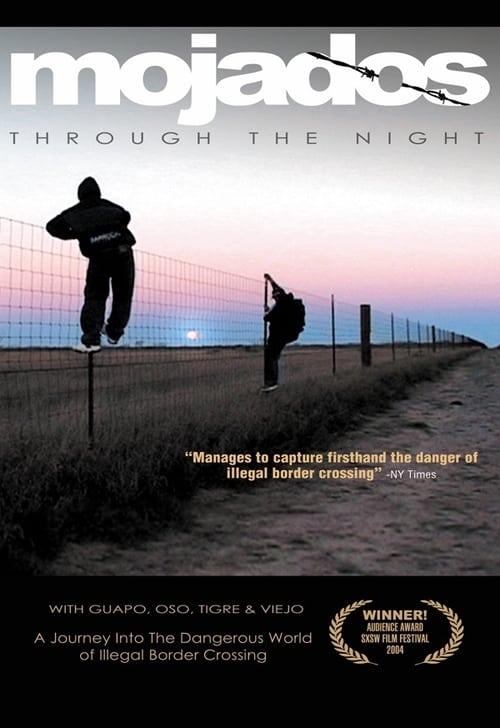 mojados
THROUGH THE NIGHT
"Manages to capture firsthand the danger of
illegal border crossing" -NY Times
WITH GUAPO, OSO, TIGRE & VIEJO
A Journey Into The Dangerous World
of Illegal Border Crossing
WINNER!
AUDIENCE AWARD
SXSW FILM FESTIVAL
2004